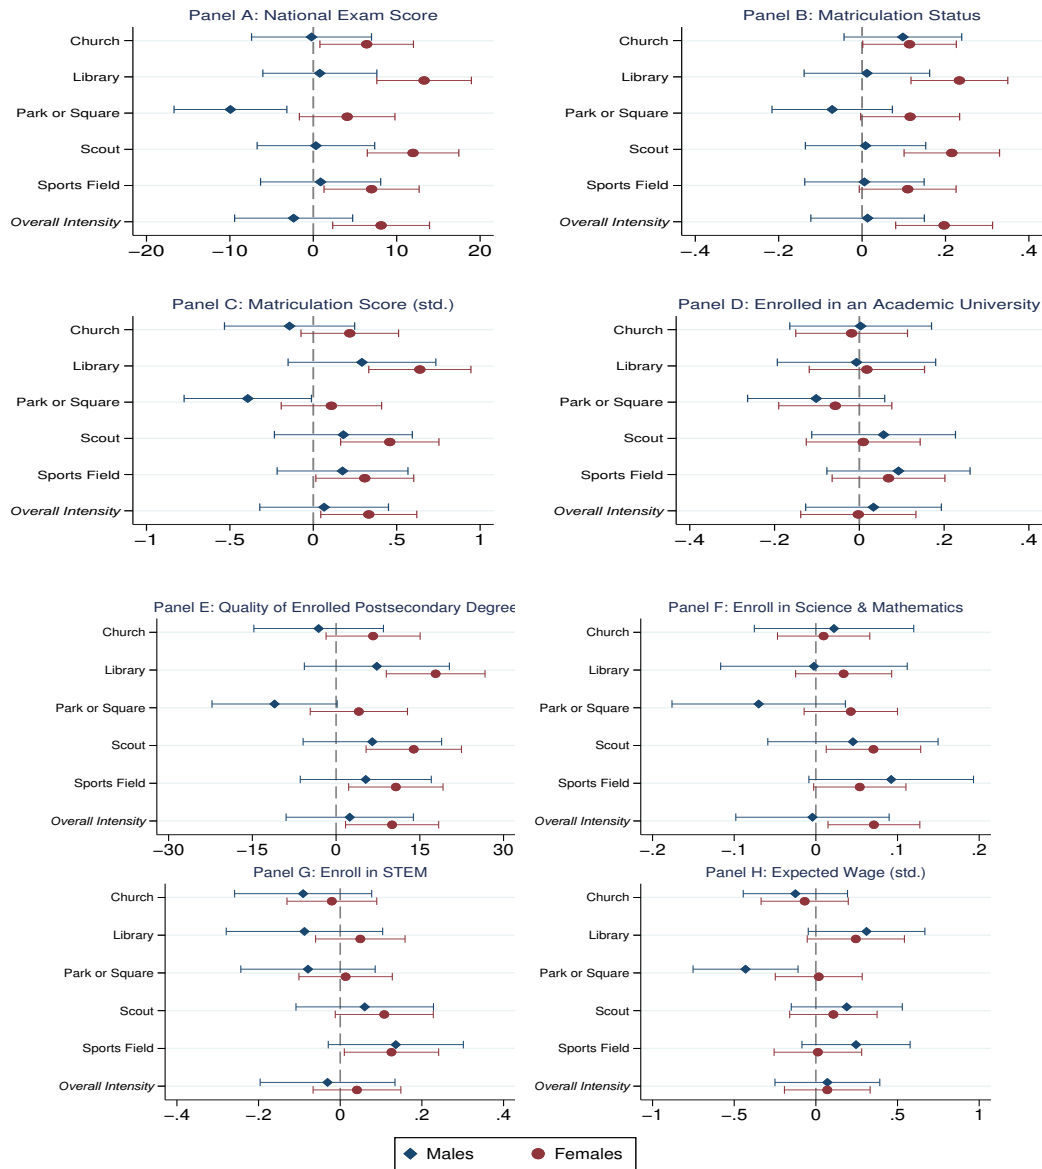 Panel A: National Exam Score
Church
Library
Park or Square
Scout
Sports Field
Overall Intensity
−20 −10 0 10 20
Panel B: Matriculation Status
Church
Library
Park or Square
Scout
Sports Field
Overall Intensity
−.4 −.2 0 .2 .4
Panel C: Matriculation Score (std.)
Church
Library
Park or Square
Scout
Sports Field
Overall Intensity
−1 −.5 0 .5 1
Panel D: Enrolled in an Academic University
Church
Library
Park or Square
Scout
Sports Field
Overall Intensity
−.4 −.2 0 .2 .4
Panel E: Quality of Enrolled Postsecondary Degree
Church
Library
Park or Square
Scout
Sports Field
Overall Intensity
−30 −15 0 15 30
Panel F: Enroll in Science & Mathematics
Church
Library
Park or Square
Scout
Sports Field
Overall Intensity
−.2 −.1 0 .1 .2
Panel G: Enroll in STEM
Church
Library
Park or Square
Scout
Sports Field
Overall Intensity
−.4 −.2 0 .2 .4
Panel H: Expected Wage (std.)
Church
Library
Park or Square
Scout
Sports Field
Overall Intensity
−1 −.5 0 .5 1
Males Females